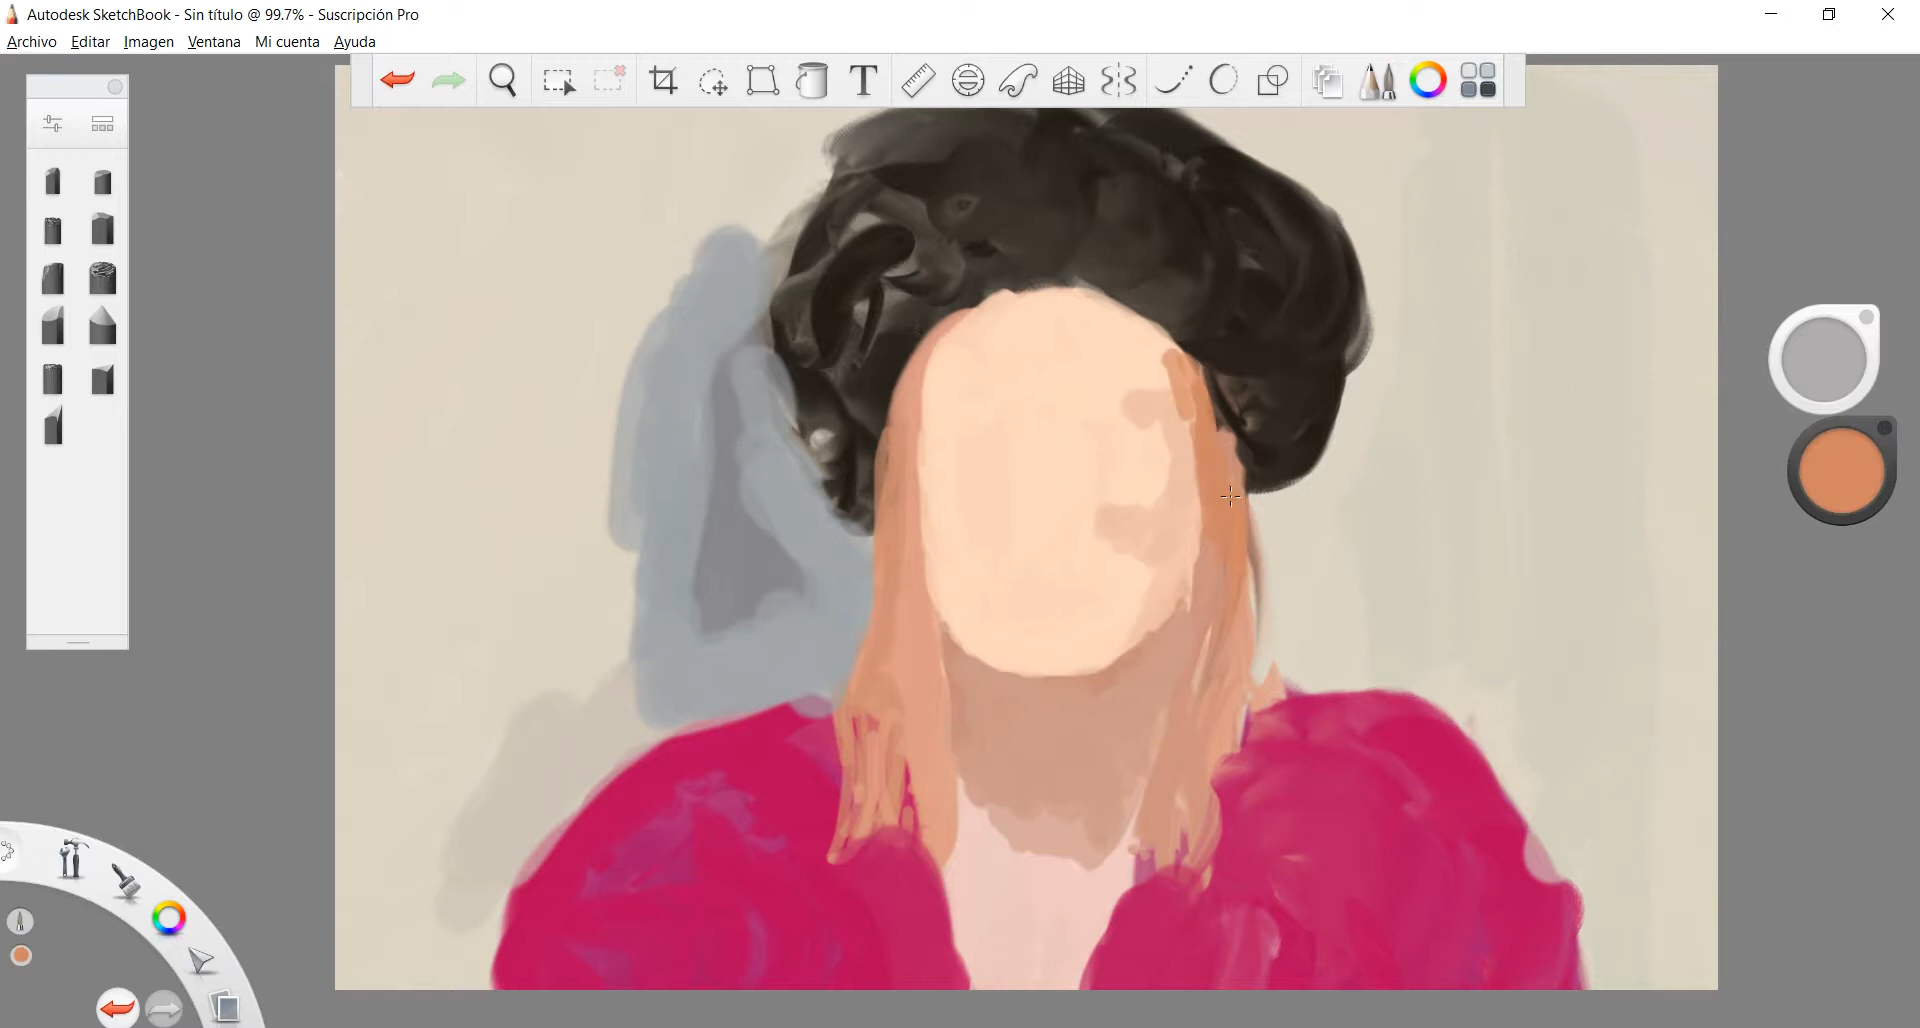 Autodesk SketchBook - Sin título @ 99.7% - Suscripción Pro
Archivo Editar Imagen Ventana Mi cuenta Ayuda
T